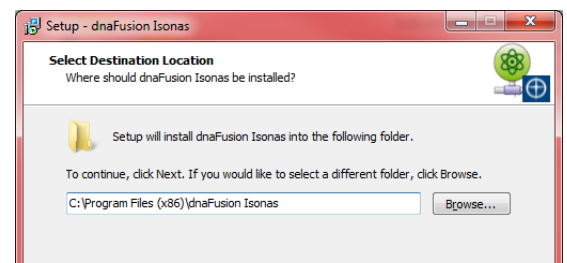 Setup - dnaFusion Isonas
Select Destination Location
Where should dnaFusion Isonas be installed?
Setup will install dnaFusion Isonas into the following folder.
To continue, click Next. If you would like to select a different folder, click Browse.
C:\Program Files (x86)\dnaFusion Isonas
Browse...